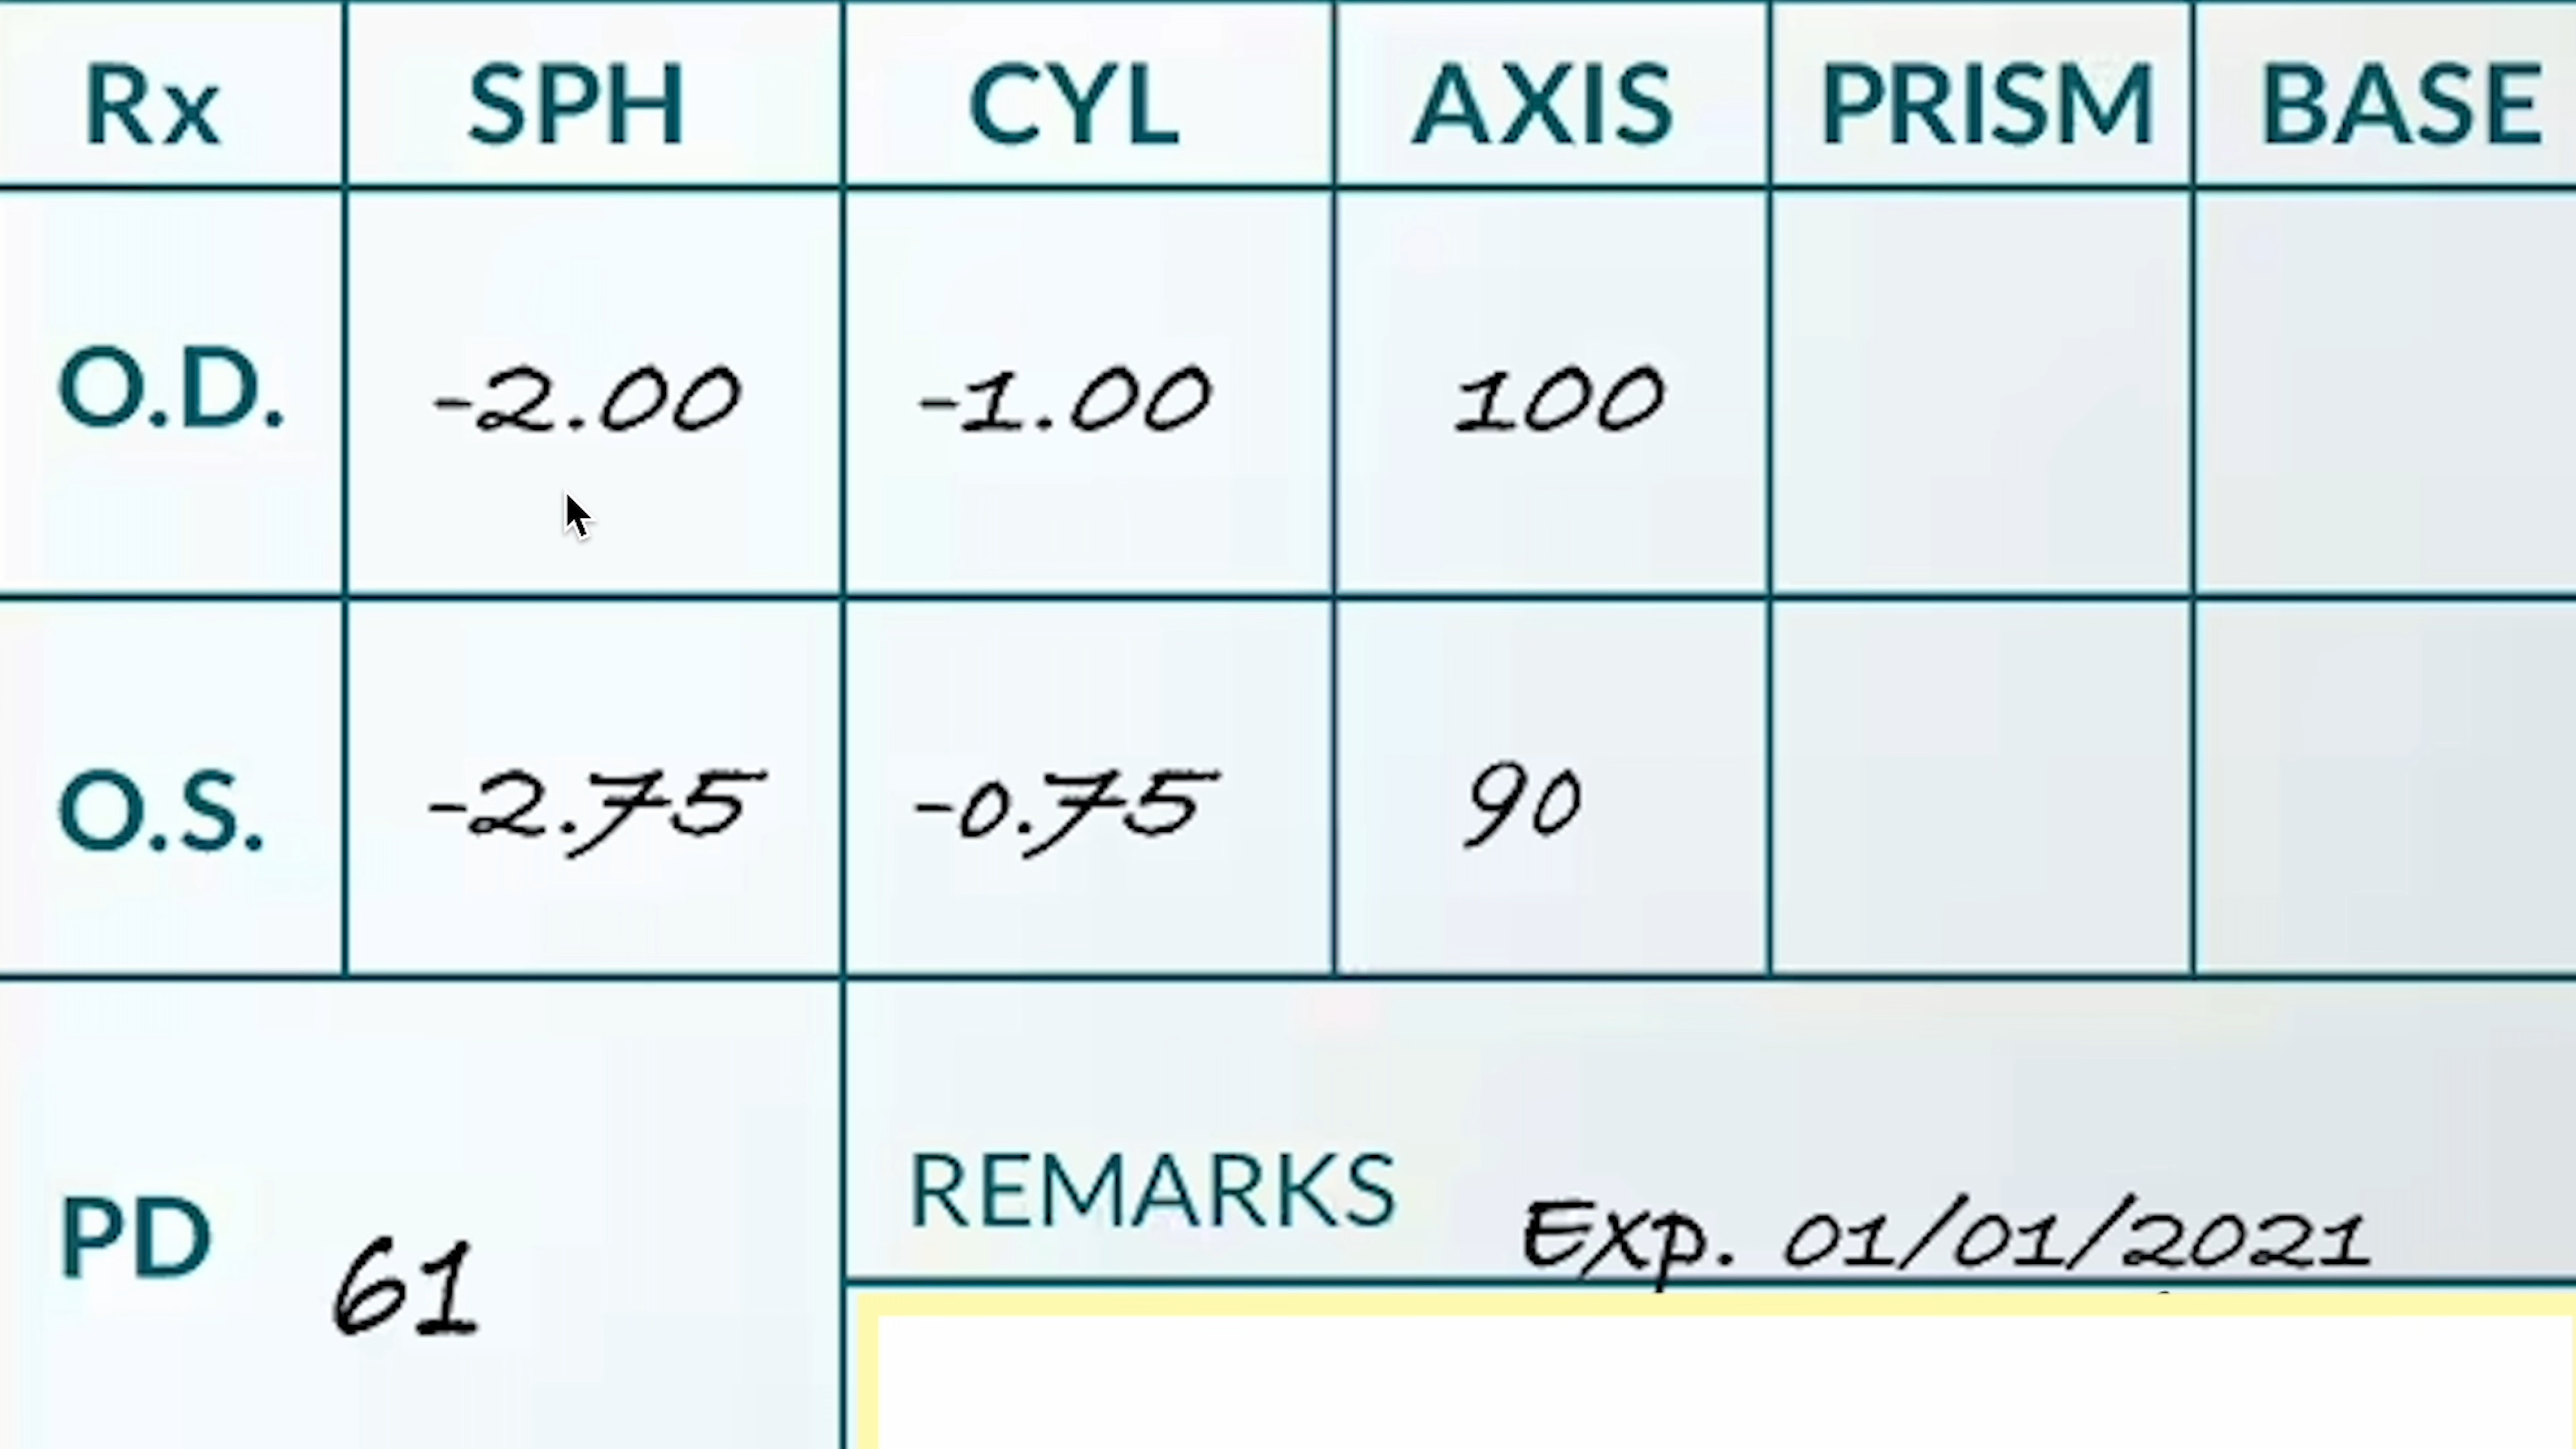 Rx SPH CYL AXIS PRISM BASE
O.D. -2.00 -1.00 100
O.S. -2.75 -0.75 90
REMARKS Exp. 01/01/2021
PD 61